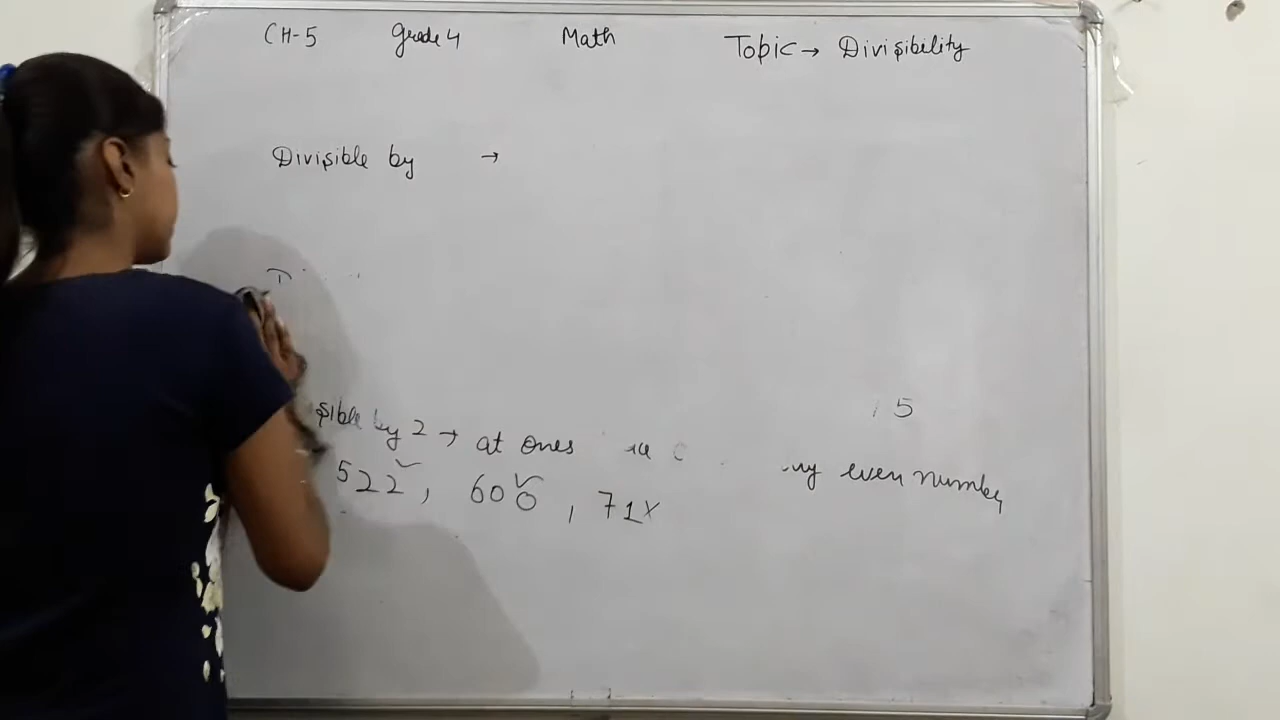 CH-5 Grade 4 Math Topic → Divisibility
Divisible by →
15
sible by 2 → at ones even number
522 ✓, 600 ✓, 71 x